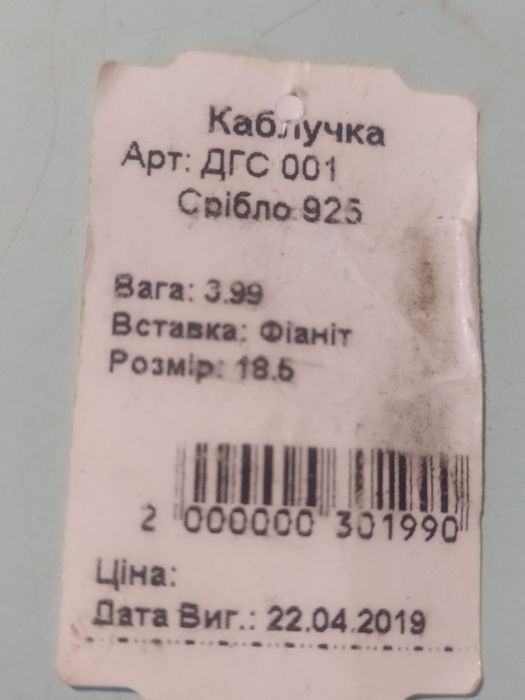 Каблучка
Арт: ДГС 001
Срібло 925
Вага: 3.99
Вставка: Фіаніт
Розмір: 18.5
2 000000 301990
Ціна:
Дата Виг.: 22.04.2019